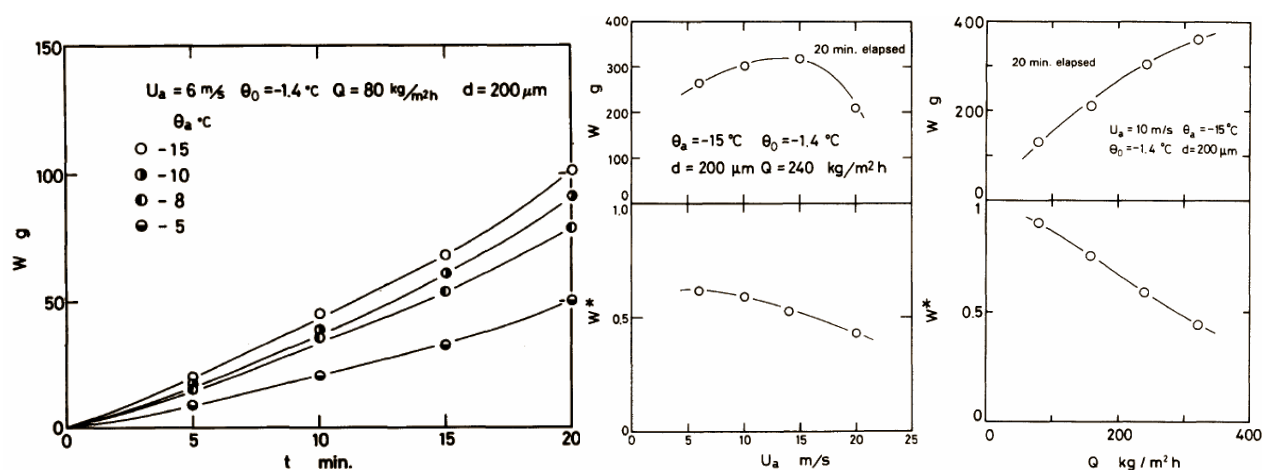 150
100
50
0
W g
U_a = 6 m/s θ_0 = -1.4 °C Q = 80 kg/m²h d = 200 μm
θ_a °C
-15
-10
-8
-5
0
5
10
15
20
t min.
400
300
200
100
0
W g
20 min. elapsed
θ_a = -15 °C θ_0 = -1.4 °C
d = 200 μm Q = 240 kg/m² h
1,0
0,5
0
W*
0
5
10
15
20
25
U_a m/s
400
200
0
W g
20 min. elapsed
U_a = 10 m/s θ_a = -15 °C
θ_0 = -1.4 °C d = 200 μm
1
0,5
0
W*
0
200
400
Q kg/m² h